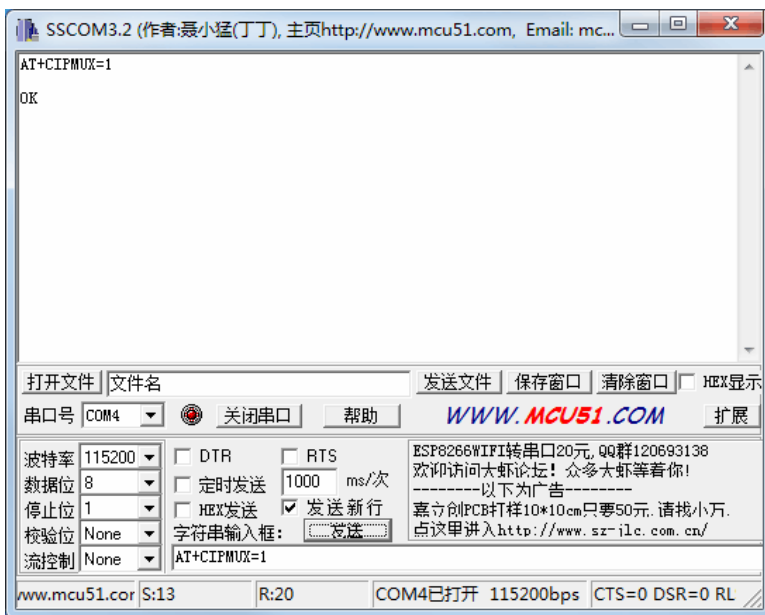 SSCOM3.2 (作者:聂小猛(丁丁), 主页http://www.mcu51.com, Email: mc...
AT+CIPMUX=1
OK
打开文件 文件名 发送文件 保存窗口 清除窗口 HEX显示
串口号 COM4 关闭串口 帮助 WWW.MCU51.COM 扩展
波特率 115200 DTR RTS
数据位 8 定时发送 1000 ms/次
停止位 1 HEX发送 发送新行
校验位 None 字符串输入框: 发送
流控制 None AT+CIPMUX=1
ESP8266WIFI转串口20元,QQ群120693138
欢迎访问大虾论坛! 众多大虾等着你!
--------以下为广告--------
嘉立创PCB打样10*10cm只要50元.请找小万.
点这里进入http://www.sz-jlc.com.cn/
www.mcu51.cor S:13 R:20 COM4已打开 115200bps CTS=0 DSR=0 RL